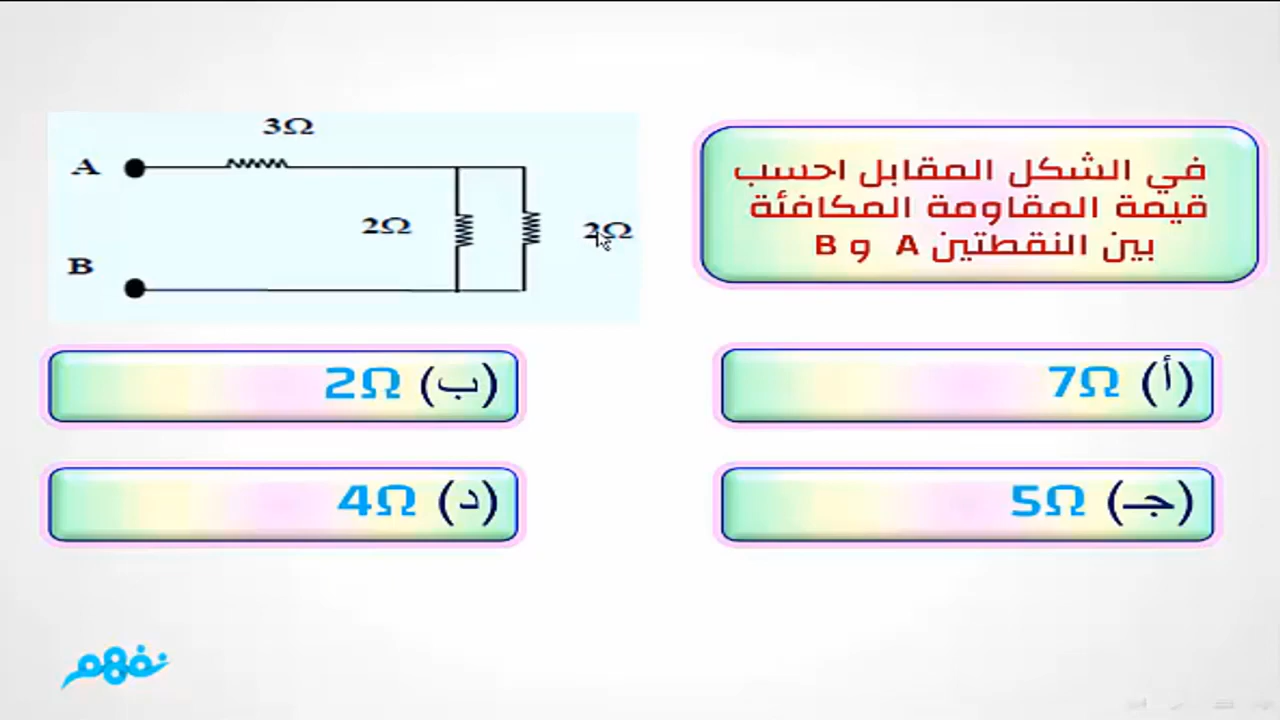 في الشكل المقابل احسب
قيمة المقاومة المكافئة
بين النقطتين A و B
3Ω
A
2Ω
2Ω
B
(أ) 7Ω
(ب) 2Ω
(جـ) 5Ω
(د) 4Ω
نفهم